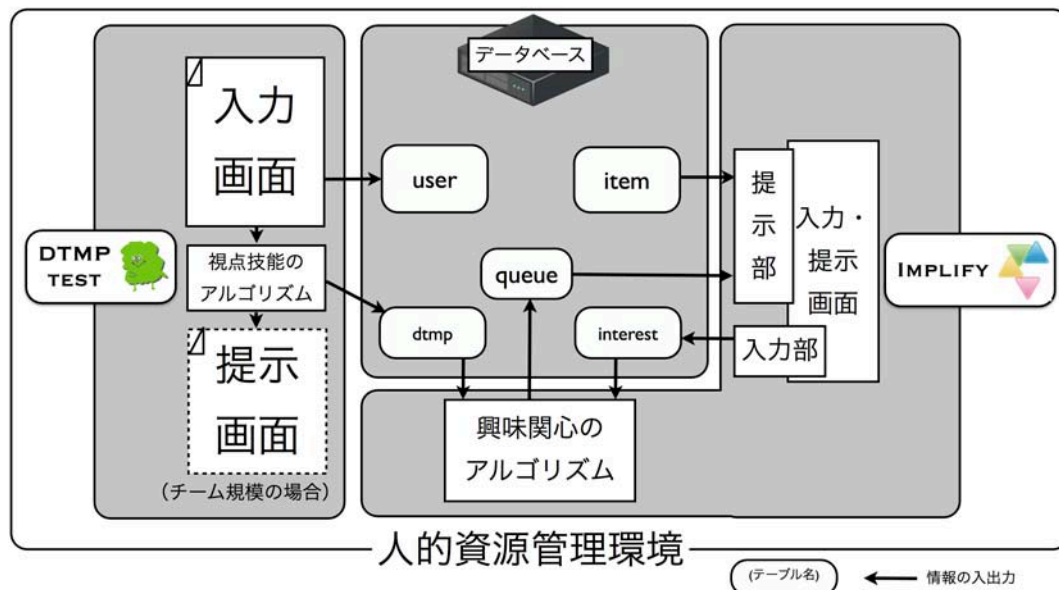 データベース
入力
画面
user
item
提
示
部
入力・
提示
画面
DTMP
TEST
視点技能の
アルゴリズム
queue
IMPLIFY
dtmp
interest
入力部
提示
画面
興味関心の
アルゴリズム
(チーム規模の場合)
人的資源管理環境
(テーブル名)
情報の入出力